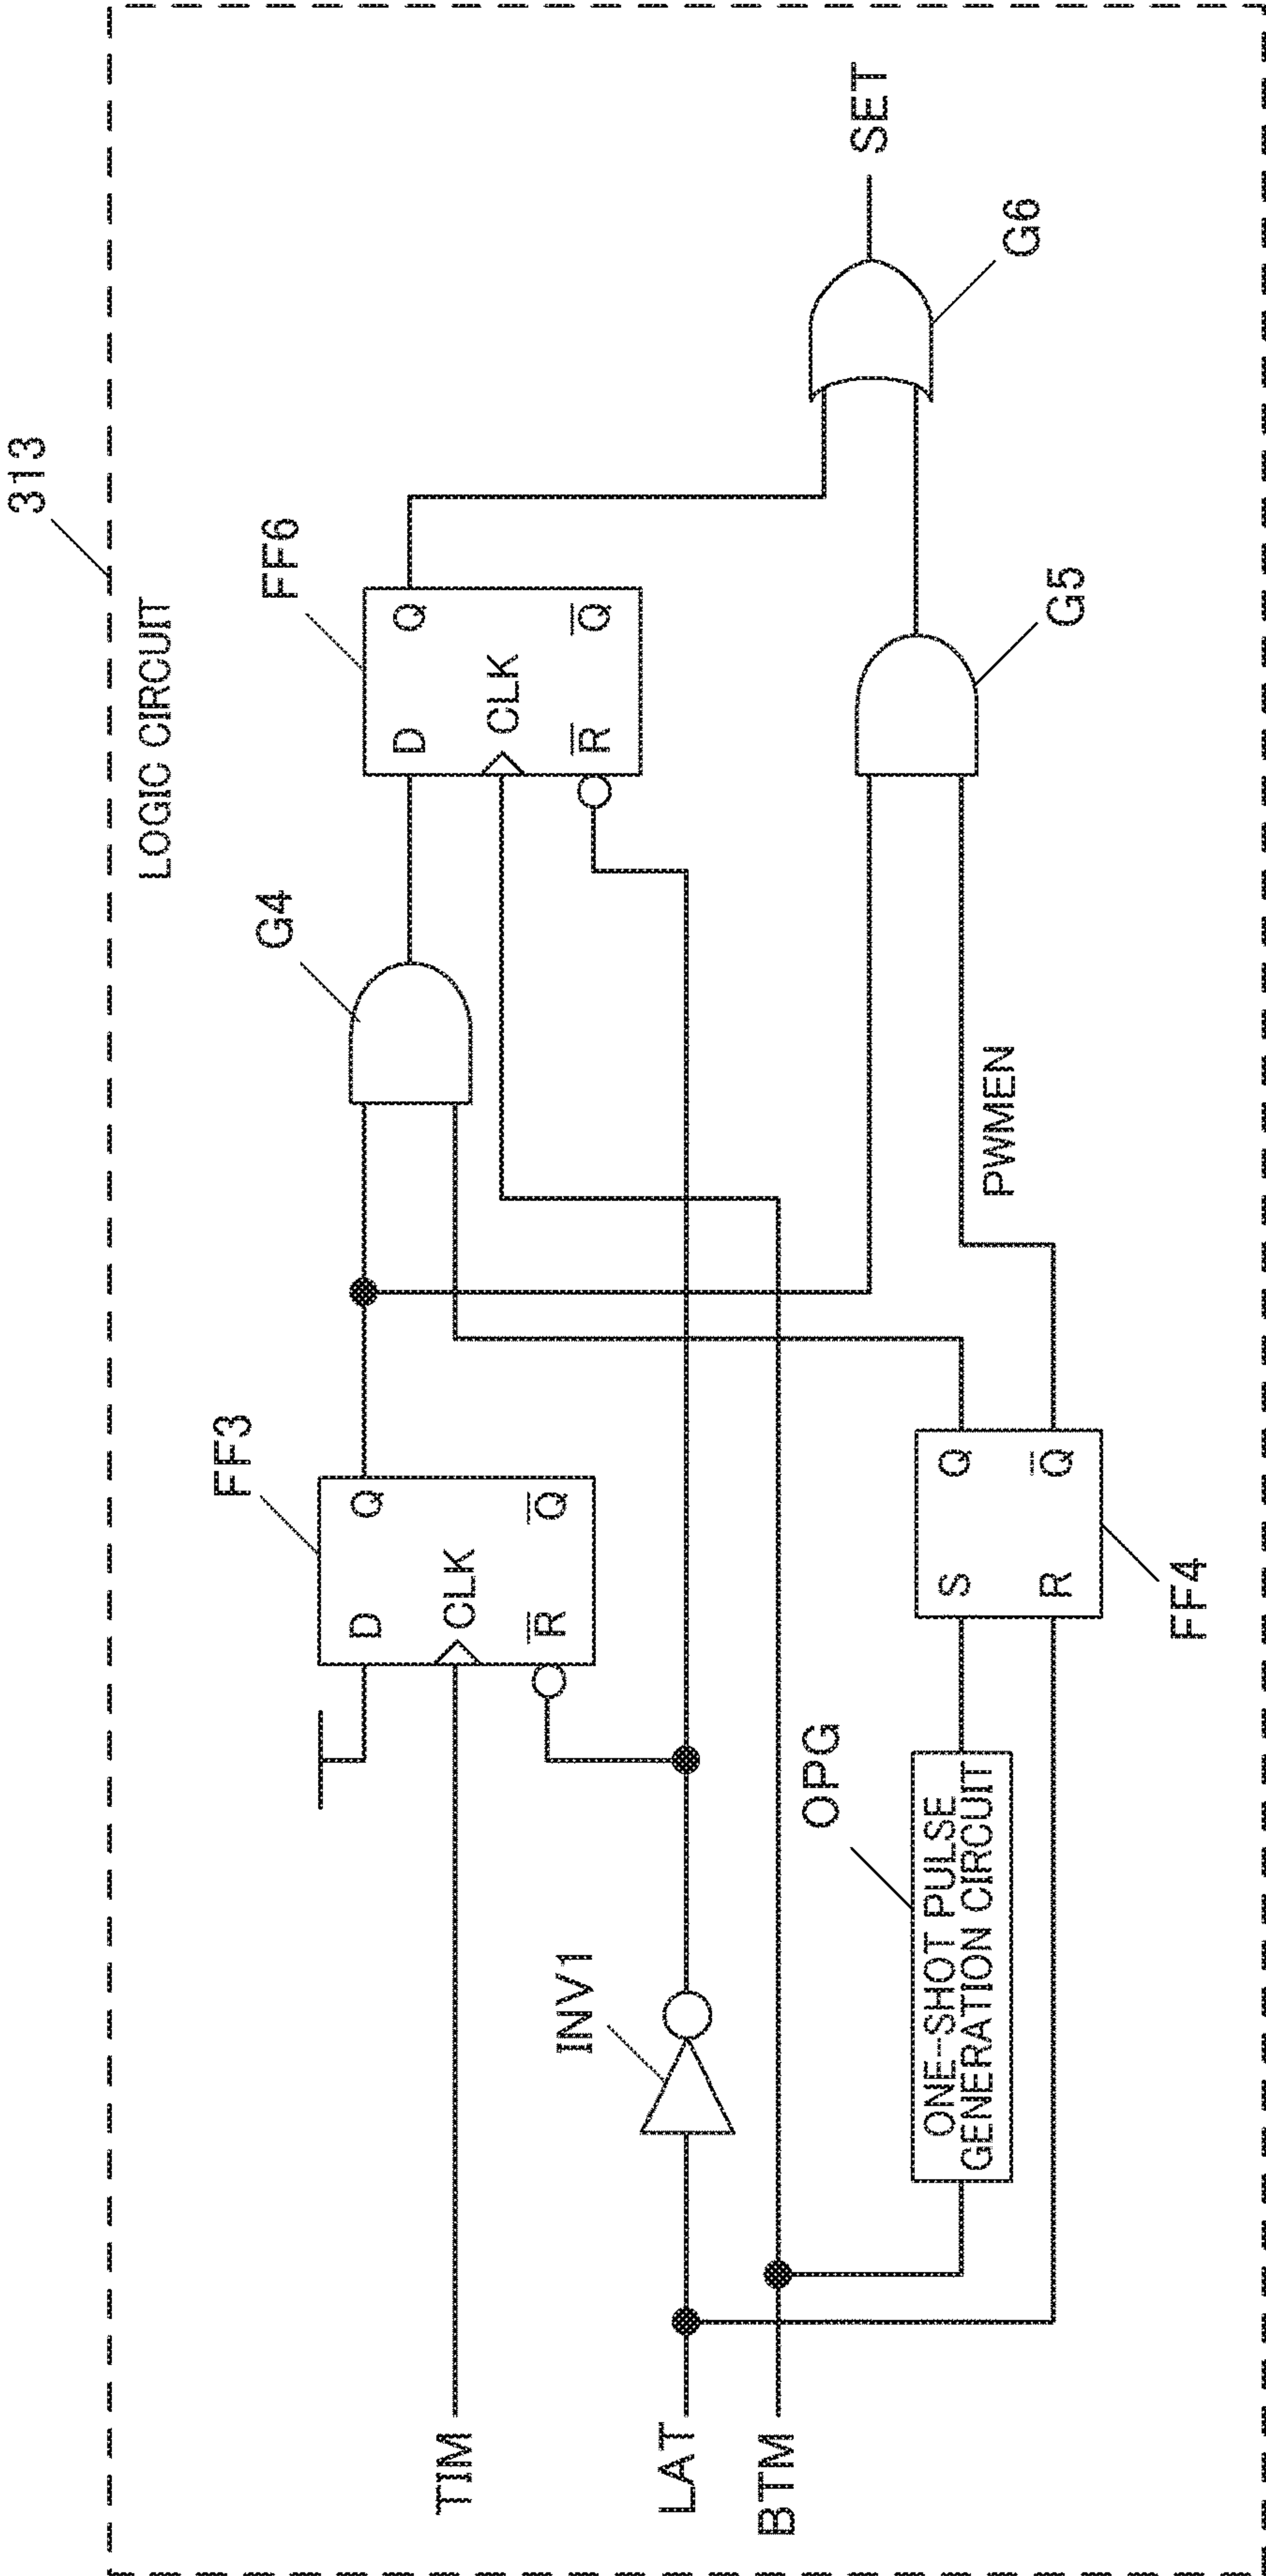 313
LOGIC CIRCUIT
TIM
LAT
BTM
INV1
FF3
D
Q
CLK
R
Q
G4
FF6
D
Q
CLK
R
Q
OPG
ONE-SHOT PULSE
GENERATION CIRCUIT
S
Q
R
Q
FF4
PWMEN
G5
G6
SET